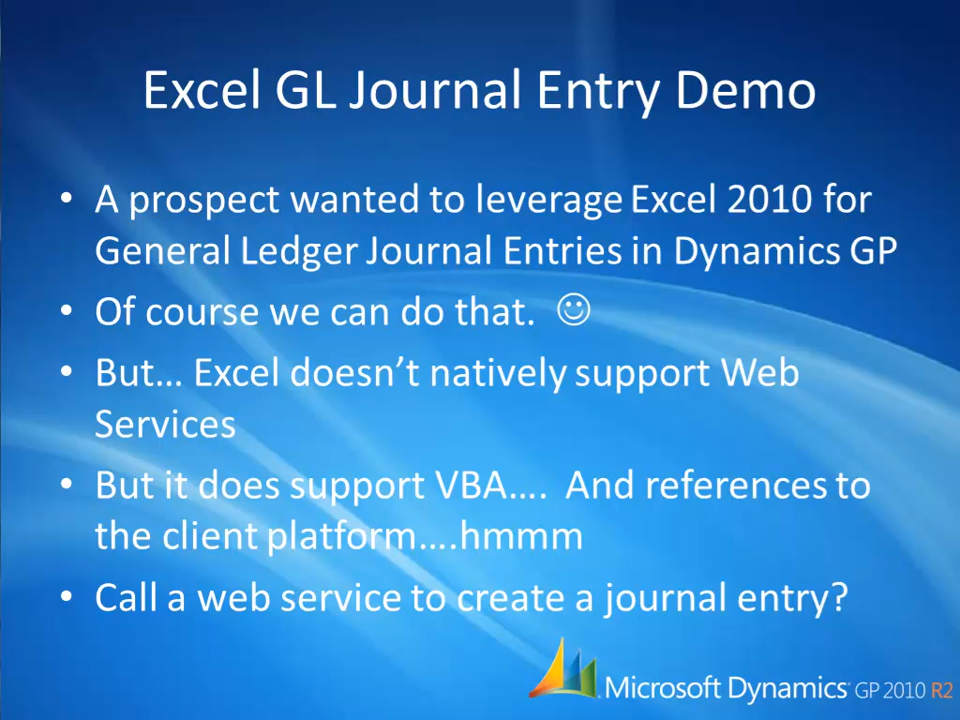 Excel GL Journal Entry Demo
• A prospect wanted to leverage Excel 2010 for
General Ledger Journal Entries in Dynamics GP
• Of course we can do that. ☺
• But... Excel doesn’t natively support Web
Services
• But it does support VBA.... And references to
the client platform....hmmm
• Call a web service to create a journal entry?
Microsoft Dynamics GP 2010 R2